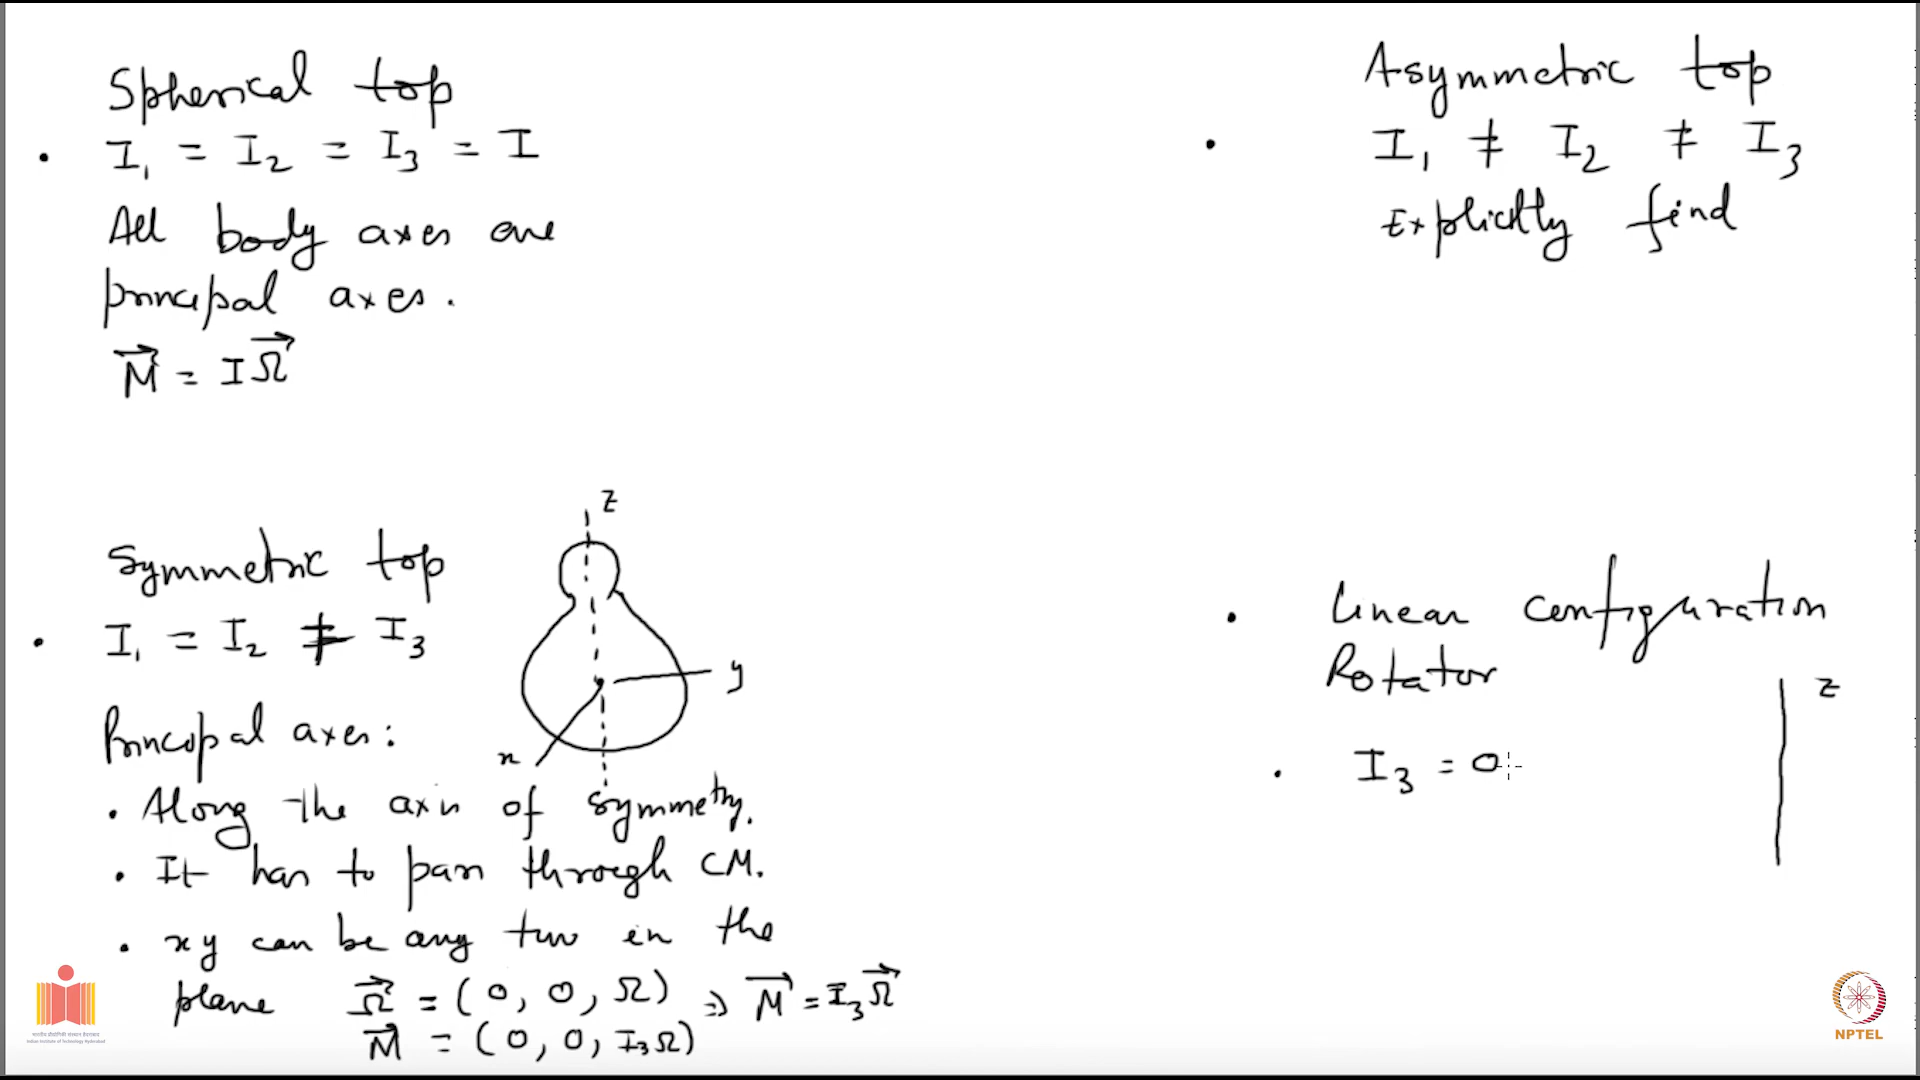 Spherical top
• I₁ = I₂ = I₃ = I
All body axes are
principal axes.
M⃗ = IΩ⃗
Symmetric top
• I₁ = I₂ ≠ I₃
z
y
x
Principal axes:
• Along the axis of symmetry.
• It has to pass through CM.
• xy can be any two in the
plane Ω⃗ = (0, 0, Ω) ⇒ M⃗ = I₃Ω⃗
M⃗ = (0, 0, I₃Ω)
Asymmetric top
• I₁ ≠ I₂ ≠ I₃
Explicitly find
• Linear configuration
Rotator
z
• I₃ = 0
NPTEL